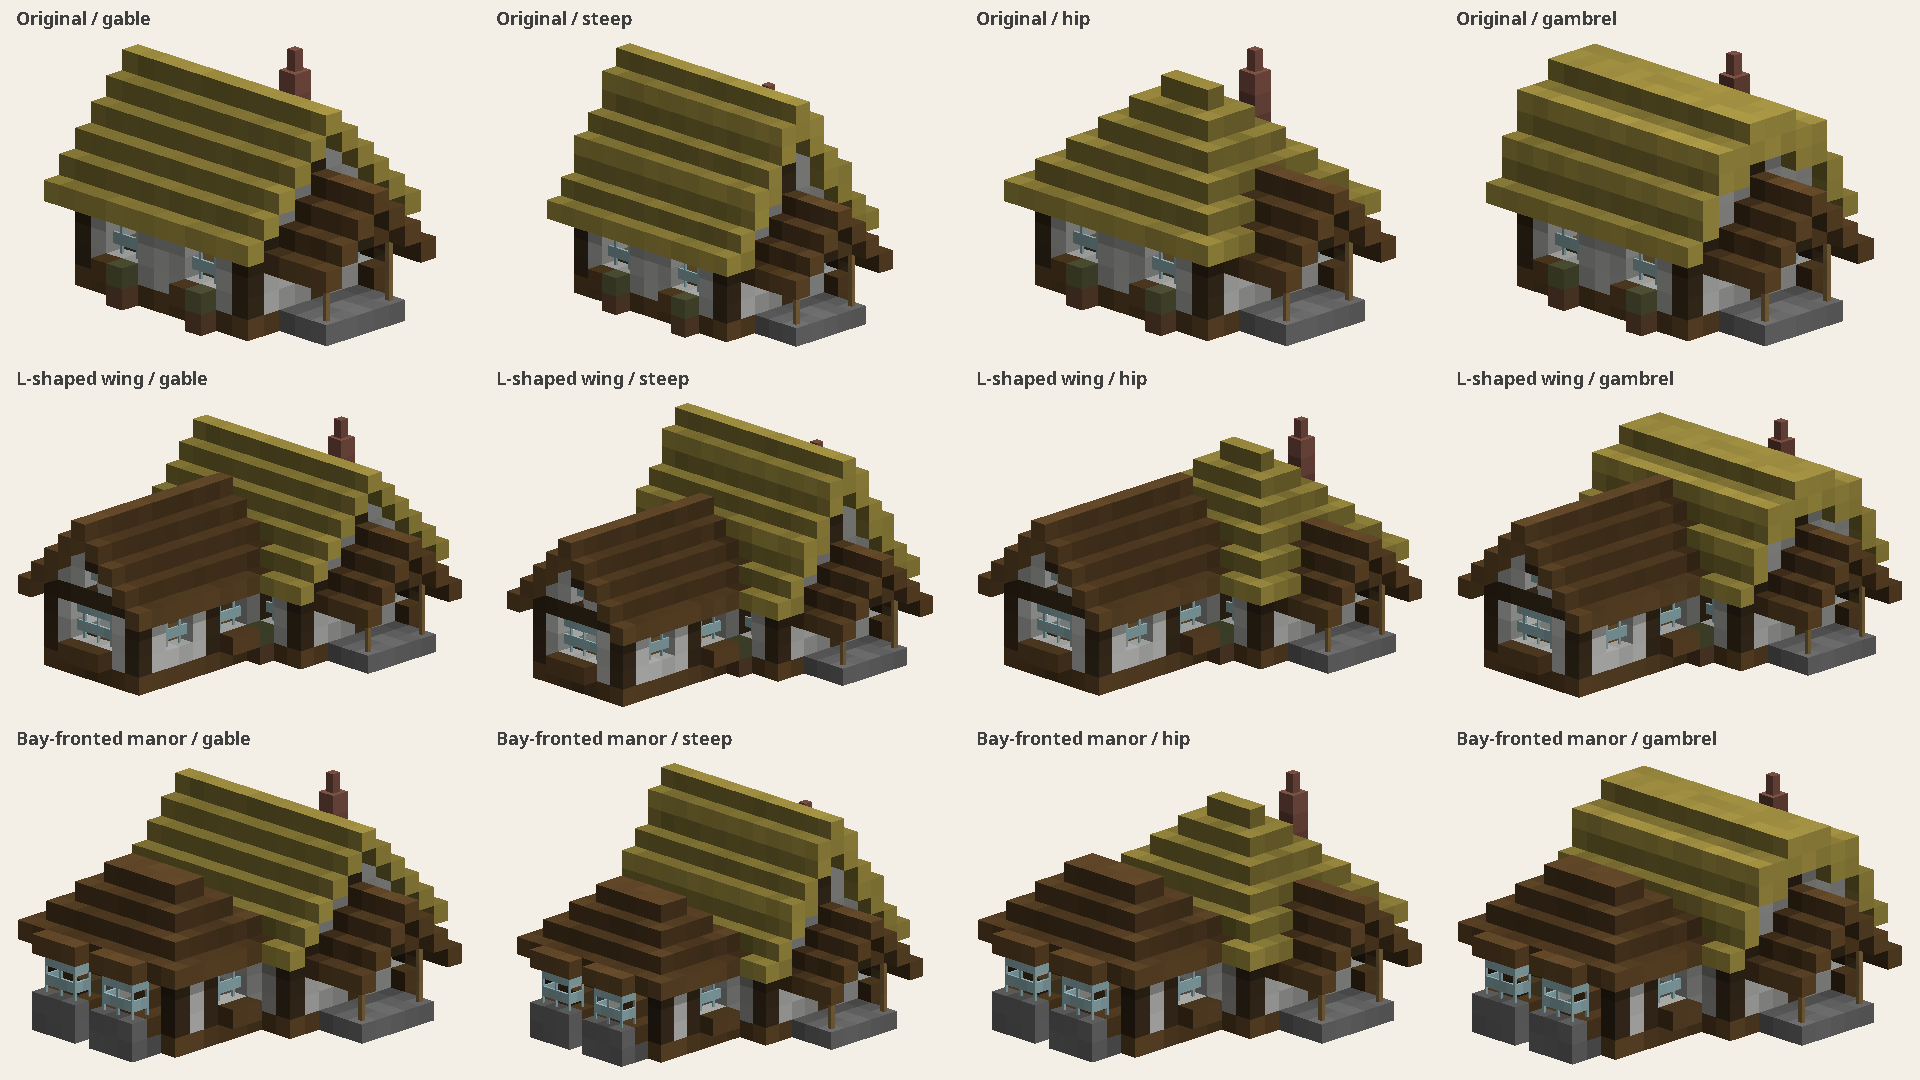 Original / gable
Original / steep
Original / hip
Original / gambrel
L-shaped wing / gable
L-shaped wing / steep
L-shaped wing / hip
L-shaped wing / gambrel
Bay-fronted manor / gable
Bay-fronted manor / steep
Bay-fronted manor / hip
Bay-fronted manor / gambrel